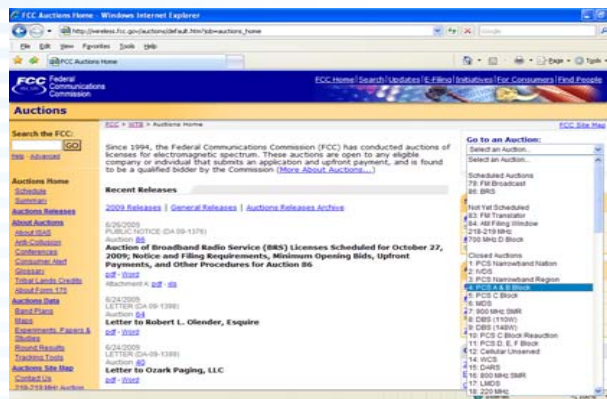 FCC Auctions Home - Windows Internet Explorer
http://wireless.fcc.gov/auctions/default.htm?job=auctions_home
File Edit View Favorites Tools Help
FCC Auctions Home
Page
Tools
FCC Federal Communications Commission
FCC Home | Search | Updates | E-Filing | Initiatives | For Consumers | Find People
Auctions
Search the FCC:
GO
Help - Advanced
Auctions Home
Schedule
Summary
Auctions Releases
About Auctions
About ISAS
Anti-Collusion
Conferences
Consumer Alert
Glossary
Tribal Lands Credits
About Form 175
Auctions Data
Band Plans
Maps
Experiments, Papers &
Studies
Round Results
Tracking Tools
Auctions Site Map
Contact Us
218-219 MHz Auction
FCC > WTB > Auctions Home
FCC Site Map
Since 1994, the Federal Communications Commission (FCC) has conducted auctions of
licenses for electromagnetic spectrum. These auctions are open to any eligible
company or individual that submits an application and upfront payment, and is found
to be a qualified bidder by the Commission (More About Auctions...)
Recent Releases
2009 Releases | General Releases | Auctions Releases Archive
6/26/2009
PUBLIC NOTICE (DA 09-1376)
Auction 86
Auction of Broadband Radio Service (BRS) Licenses Scheduled for October 27,
2009; Notice and Filing Requirements, Minimum Opening Bids, Upfront
Payments, and Other Procedures for Auction 86
pdf - Word
Attachment A: pdf - xls
6/24/2009
LETTER (DA 09-1398)
Auction 64
Letter to Robert L. Olender, Esquire
pdf - Word
6/24/2009
LETTER (DA-09-1399)
Auction 40
Letter to Ozark Paging, LLC
pdf - Word
Go to an Auction:
Select an Auction...
Select an Auction...
Scheduled Auctions
79: FM Broadcast
86: BRS
Not Yet Scheduled
83: FM Translator
84: AM Filing Window
218-219 MHz
700 MHz D Block
Closed Auctions
1: PCS Narrowband Nation
2: IVDS
3: PCS Narrowband Region
4: PCS A & B Block
5: PCS C Block
6: MDS
7: 900 MHz SMR
8: DBS (110W)
9: DBS (148W)
10: PCS C Block Reauction
11: PCS D, E, F Block
12: Cellular Unserved
14: WCS
15: DARS
16: 800 MHz SMR
17: LMDS
18: 220 MHz